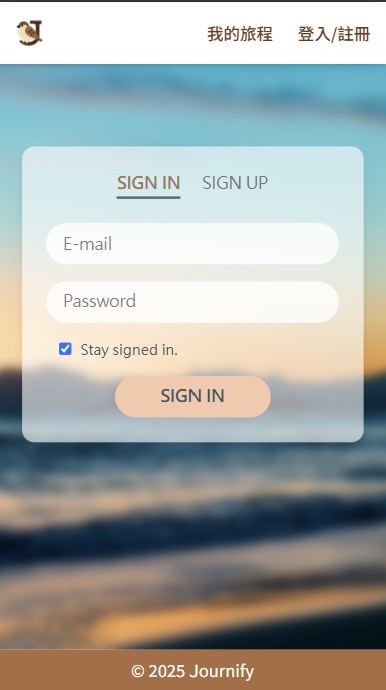 J
我的旅程 登入/註冊
SIGN IN SIGN UP
E-mail
Password
Stay signed in.
SIGN IN
© 2025 Journify